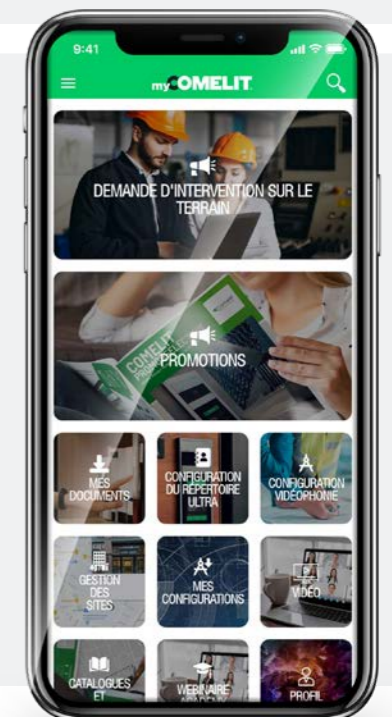 9:41
myCOMELIT
DEMANDE D'INTERVENTION SUR LE
TERRAIN
PROMOTIONS
MES
DOCUMENTS
CONFIGURATION
DU RÉPERTOIRE
ULTRA
CONFIGURATION
VIDÉOPHONIE
GESTION
DES
SITES
MES
CONFIGURATIONS
VIDÉO
CATALOGUES
ET
WEBINAIRE
PROFIL